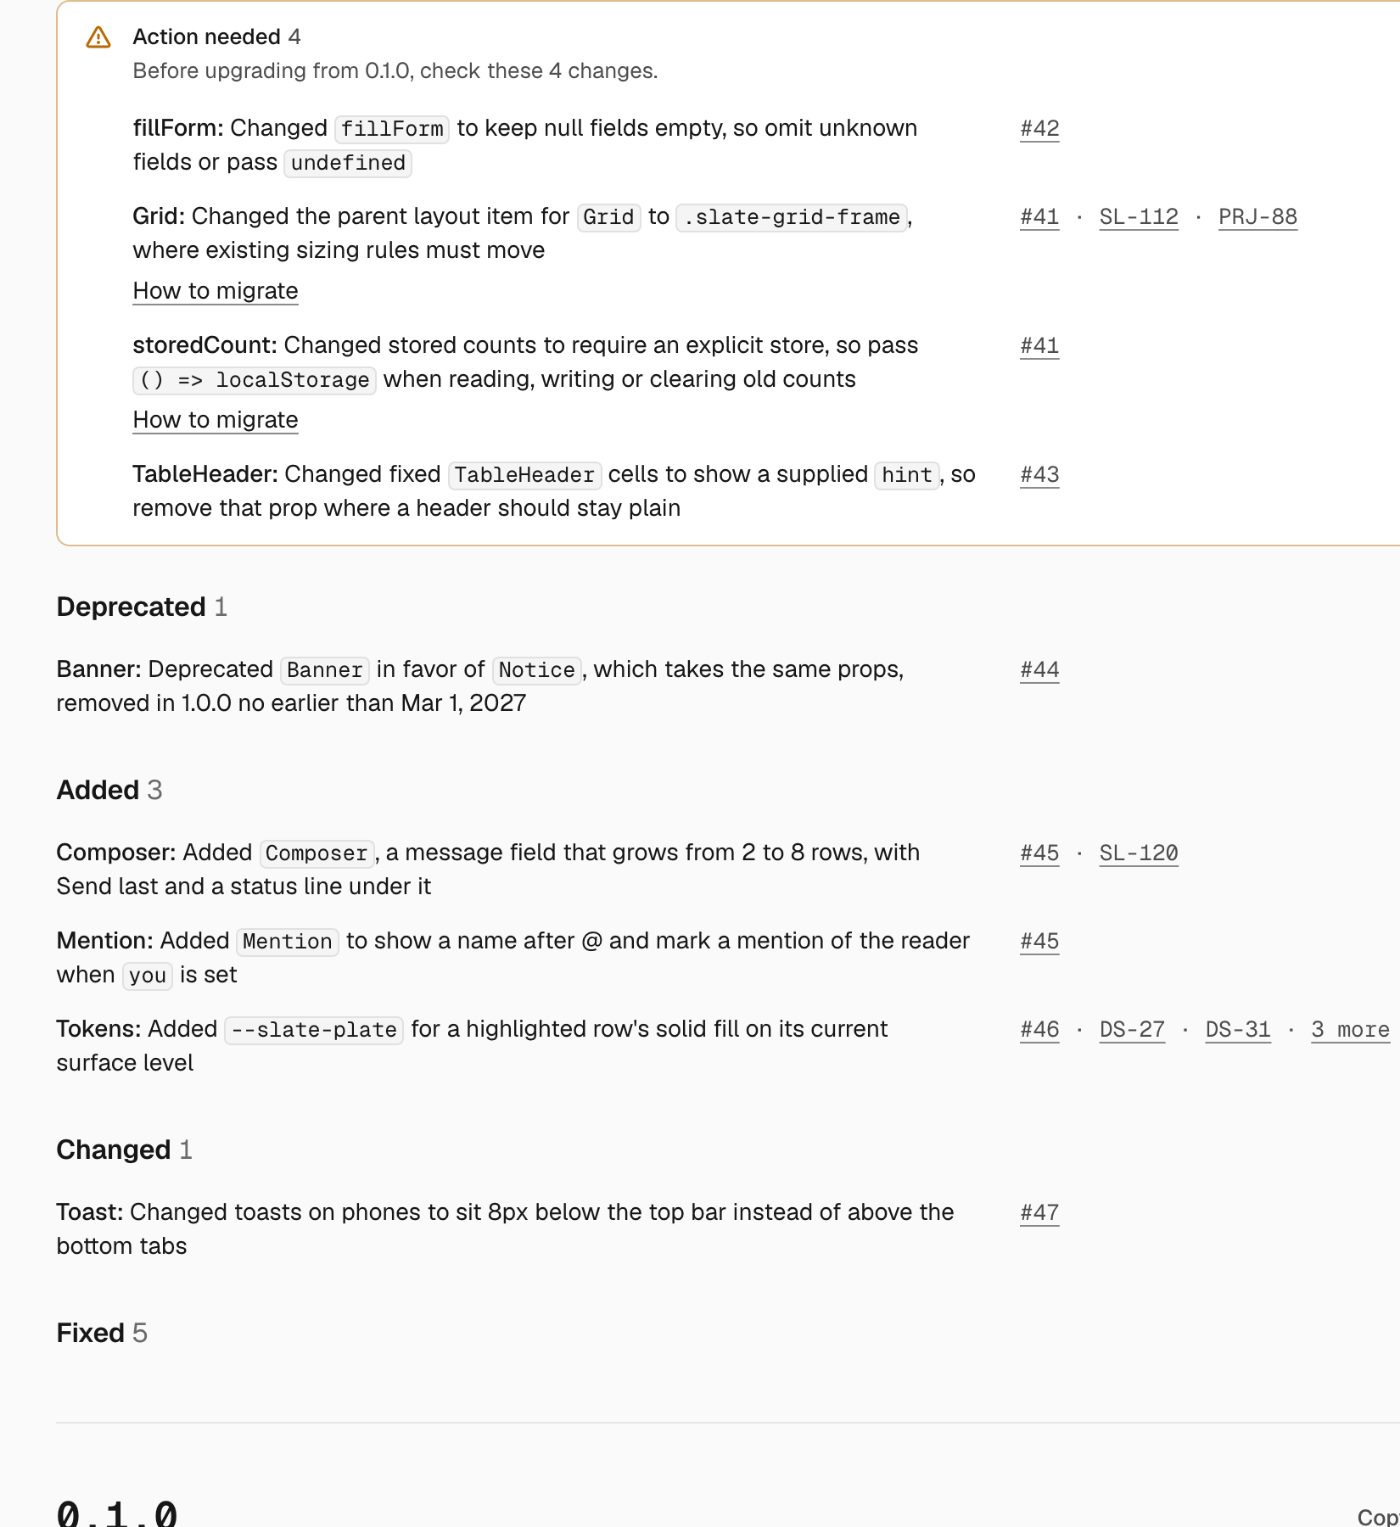 Action needed 4
Before upgrading from 0.1.0, check these 4 changes.
fillForm: Changed fillForm to keep null fields empty, so omit unknown #42
fields or pass undefined
Grid: Changed the parent layout item for Grid to .slate-grid-frame, #41 · SL-112 · PRJ-88
where existing sizing rules must move
How to migrate
storedCount: Changed stored counts to require an explicit store, so pass #41
() => localStorage when reading, writing or clearing old counts
How to migrate
TableHeader: Changed fixed TableHeader cells to show a supplied hint, so #43
remove that prop where a header should stay plain
Deprecated 1
Banner: Deprecated Banner in favor of Notice, which takes the same props, #44
removed in 1.0.0 no earlier than Mar 1, 2027
Added 3
Composer: Added Composer, a message field that grows from 2 to 8 rows, with #45 · SL-120
Send last and a status line under it
Mention: Added Mention to show a name after @ and mark a mention of the reader #45
when you is set
Tokens: Added --slate-plate for a highlighted row's solid fill on its current #46 · DS-27 · DS-31 · 3 more
surface level
Changed 1
Toast: Changed toasts on phones to sit 8px below the top bar instead of above the #47
bottom tabs
Fixed 5
0.1.0